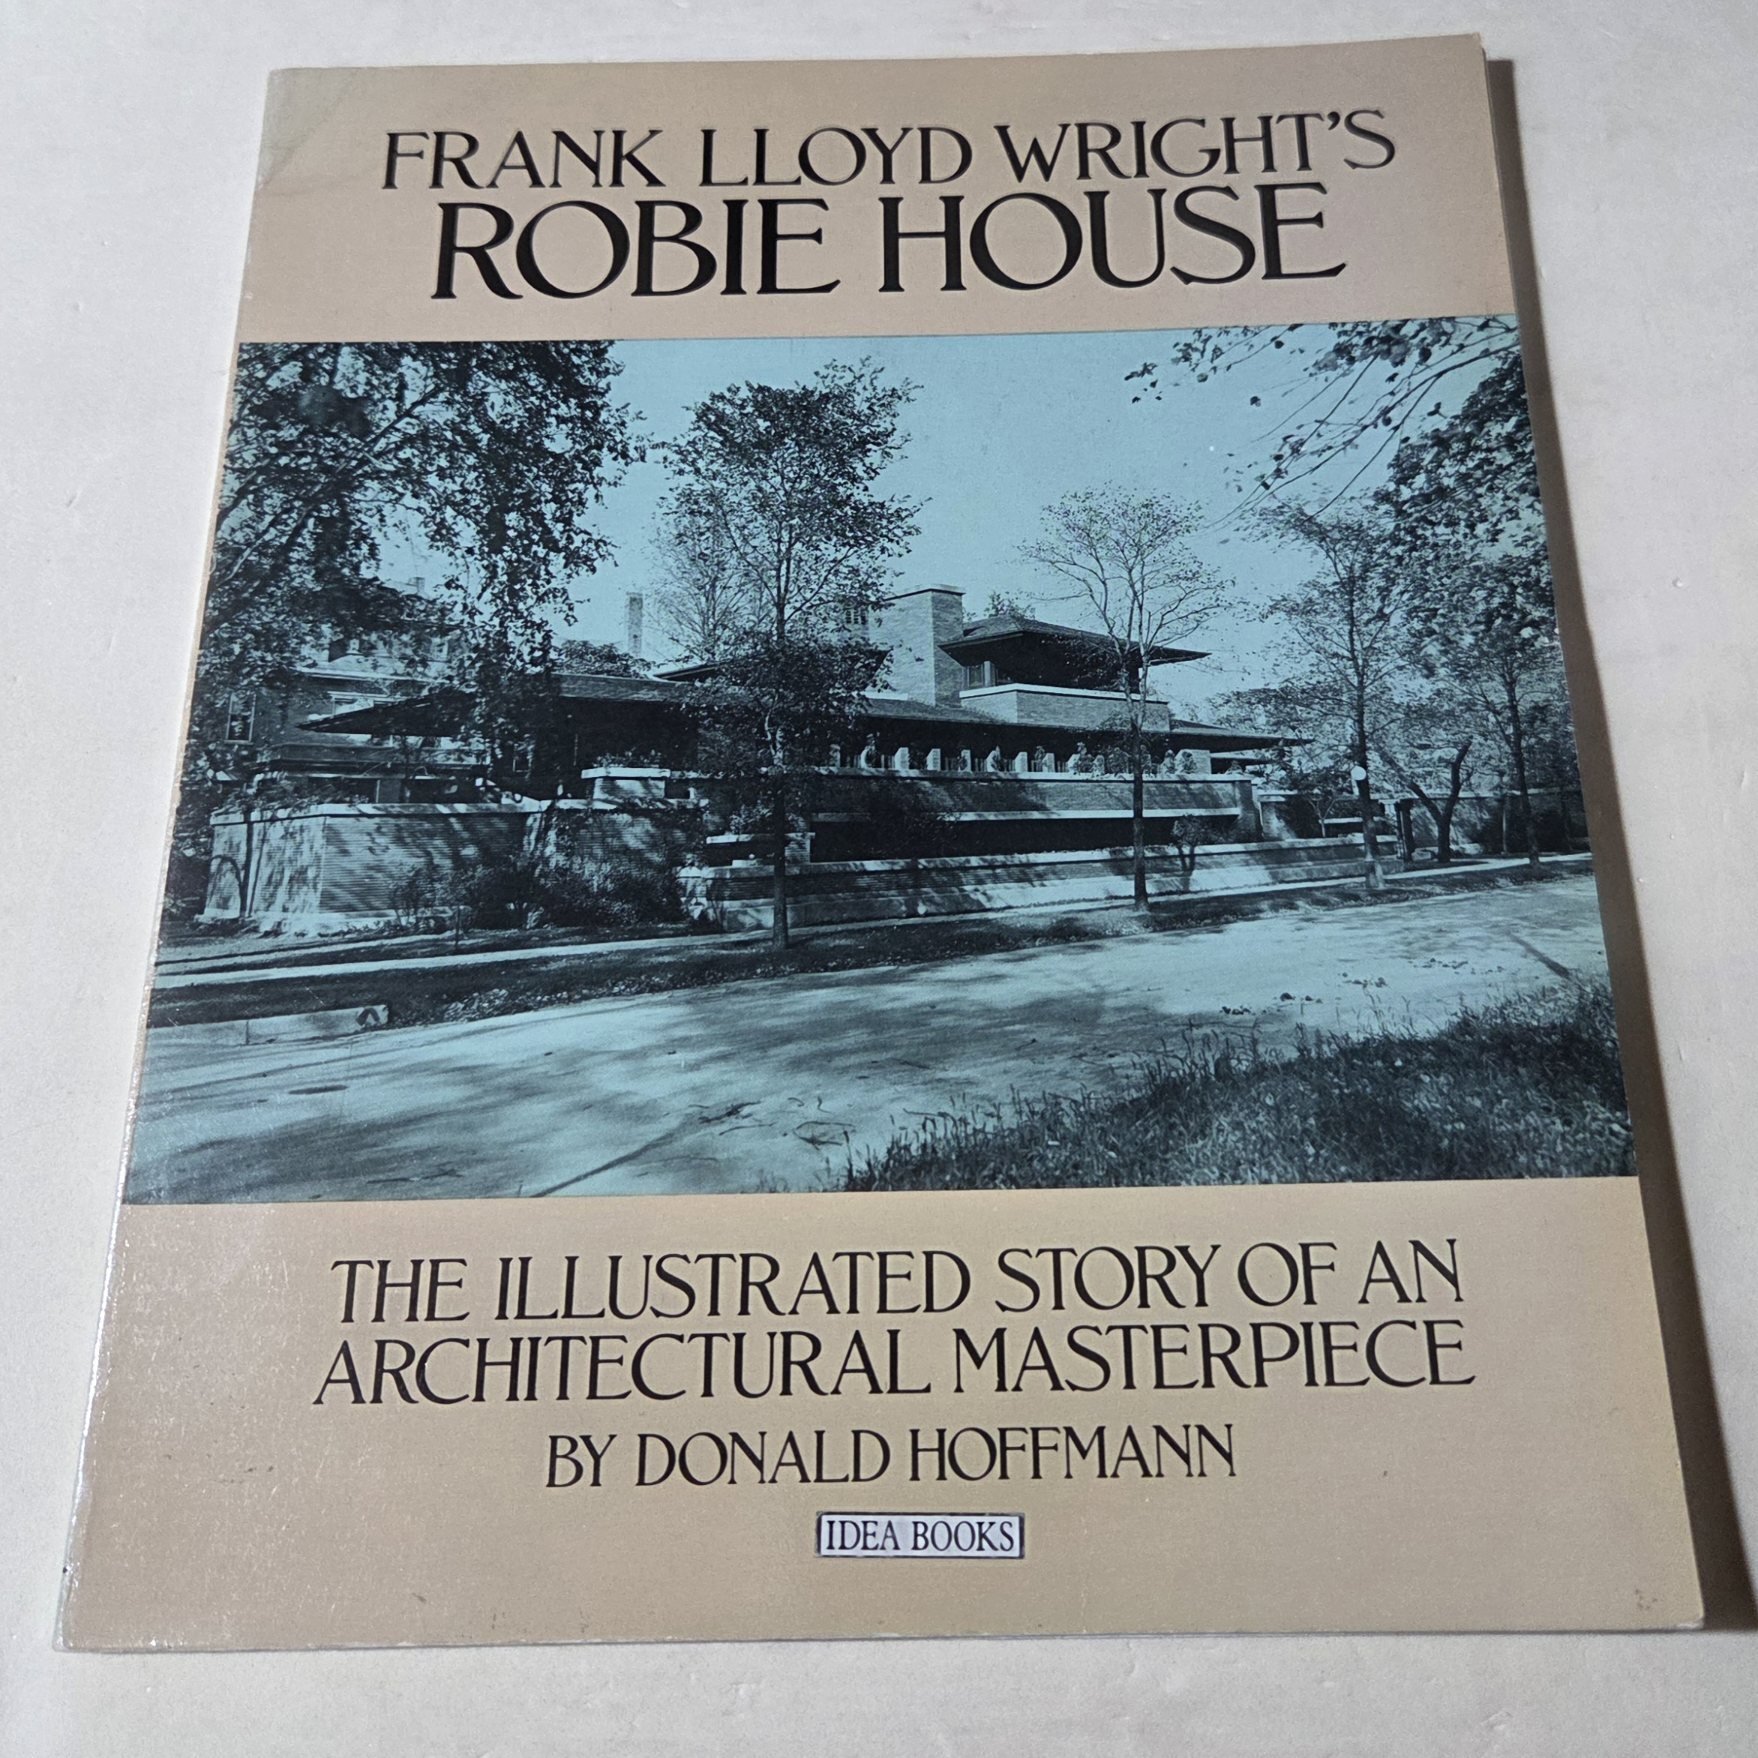 FRANK LLOYD WRIGHT'S
ROBIE HOUSE
THE ILLUSTRATED STORY OF AN
ARCHITECTURAL MASTERPIECE
BY DONALD HOFFMANN
IDEA BOOKS